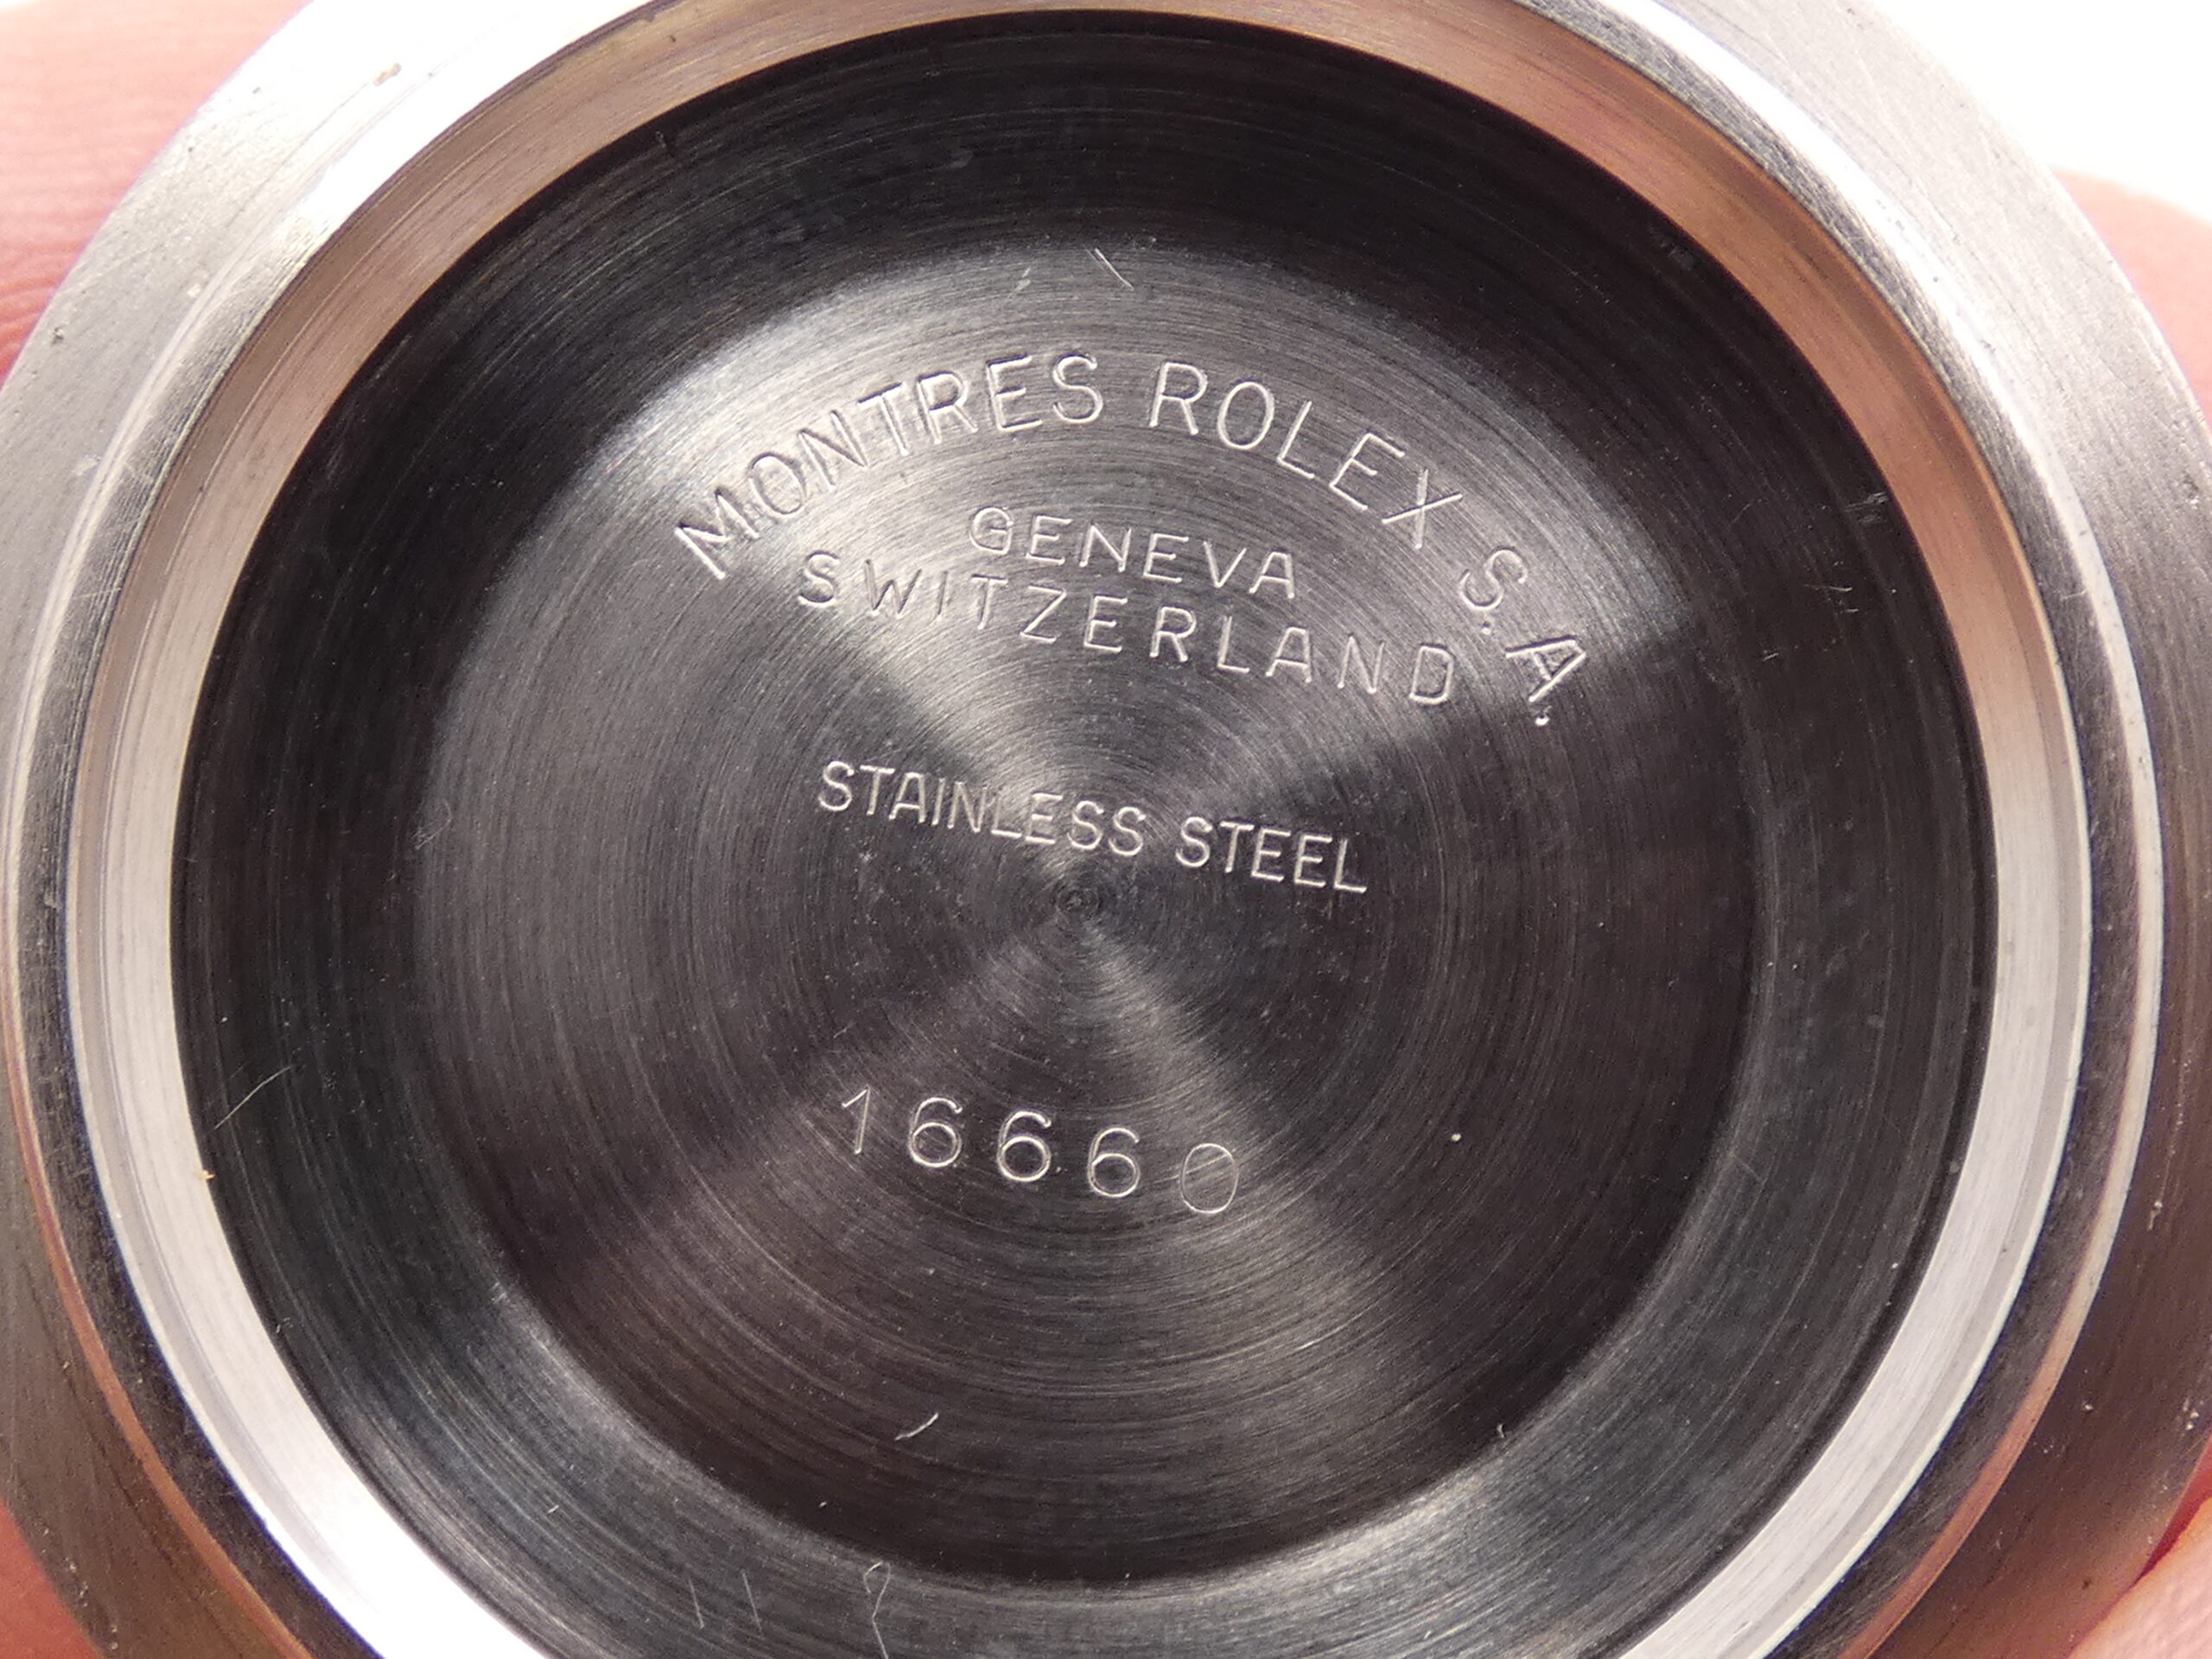 MONTRES ROLEX S.A.
GENEVA
SWITZERLAND
STAINLESS STEEL
16660